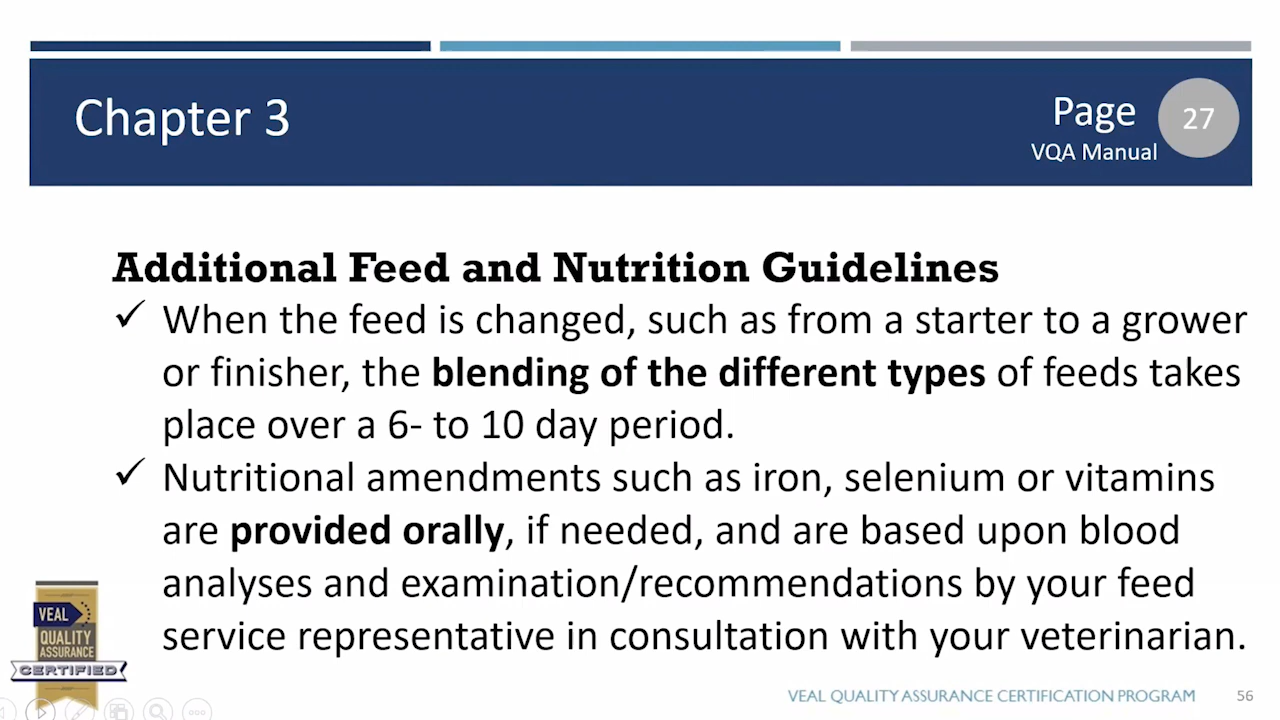 Chapter 3
Page
27
VQA Manual
Additional Feed and Nutrition Guidelines
✓ When the feed is changed, such as from a starter to a grower
or finisher, the blending of the different types of feeds takes
place over a 6- to 10 day period.
✓ Nutritional amendments such as iron, selenium or vitamins
are provided orally, if needed, and are based upon blood
analyses and examination/recommendations by your feed
service representative in consultation with your veterinarian.
VEAL
QUALITY
ASSURANCE
CERTIFIED
VEAL QUALITY ASSURANCE CERTIFICATION PROGRAM
56